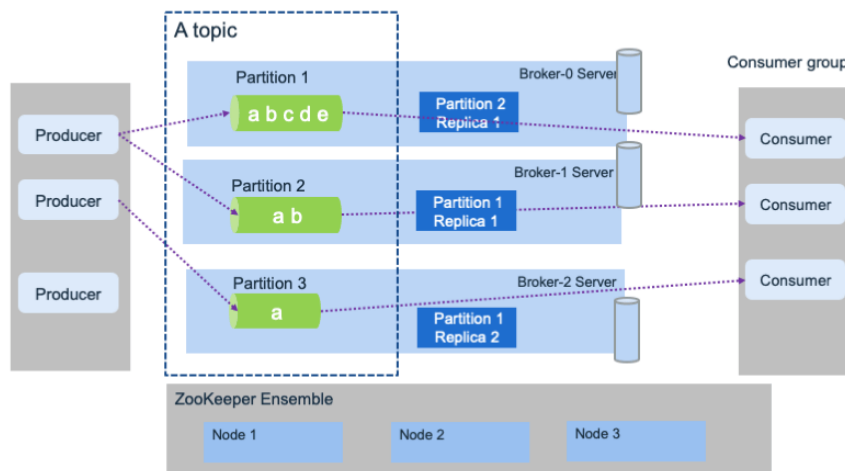 A topic
Partition 1
Broker-0 Server
Consumer group
a b c d e
Partition 2
Replica 1
Producer
Consumer
Broker-1 Server
Partition 2
Producer
a b
Partition 1
Replica 1
Consumer
Partition 3
Broker-2 Server
Producer
a
Consumer
Partition 1
Replica 2
ZooKeeper Ensemble
Node 1
Node 2
Node 3